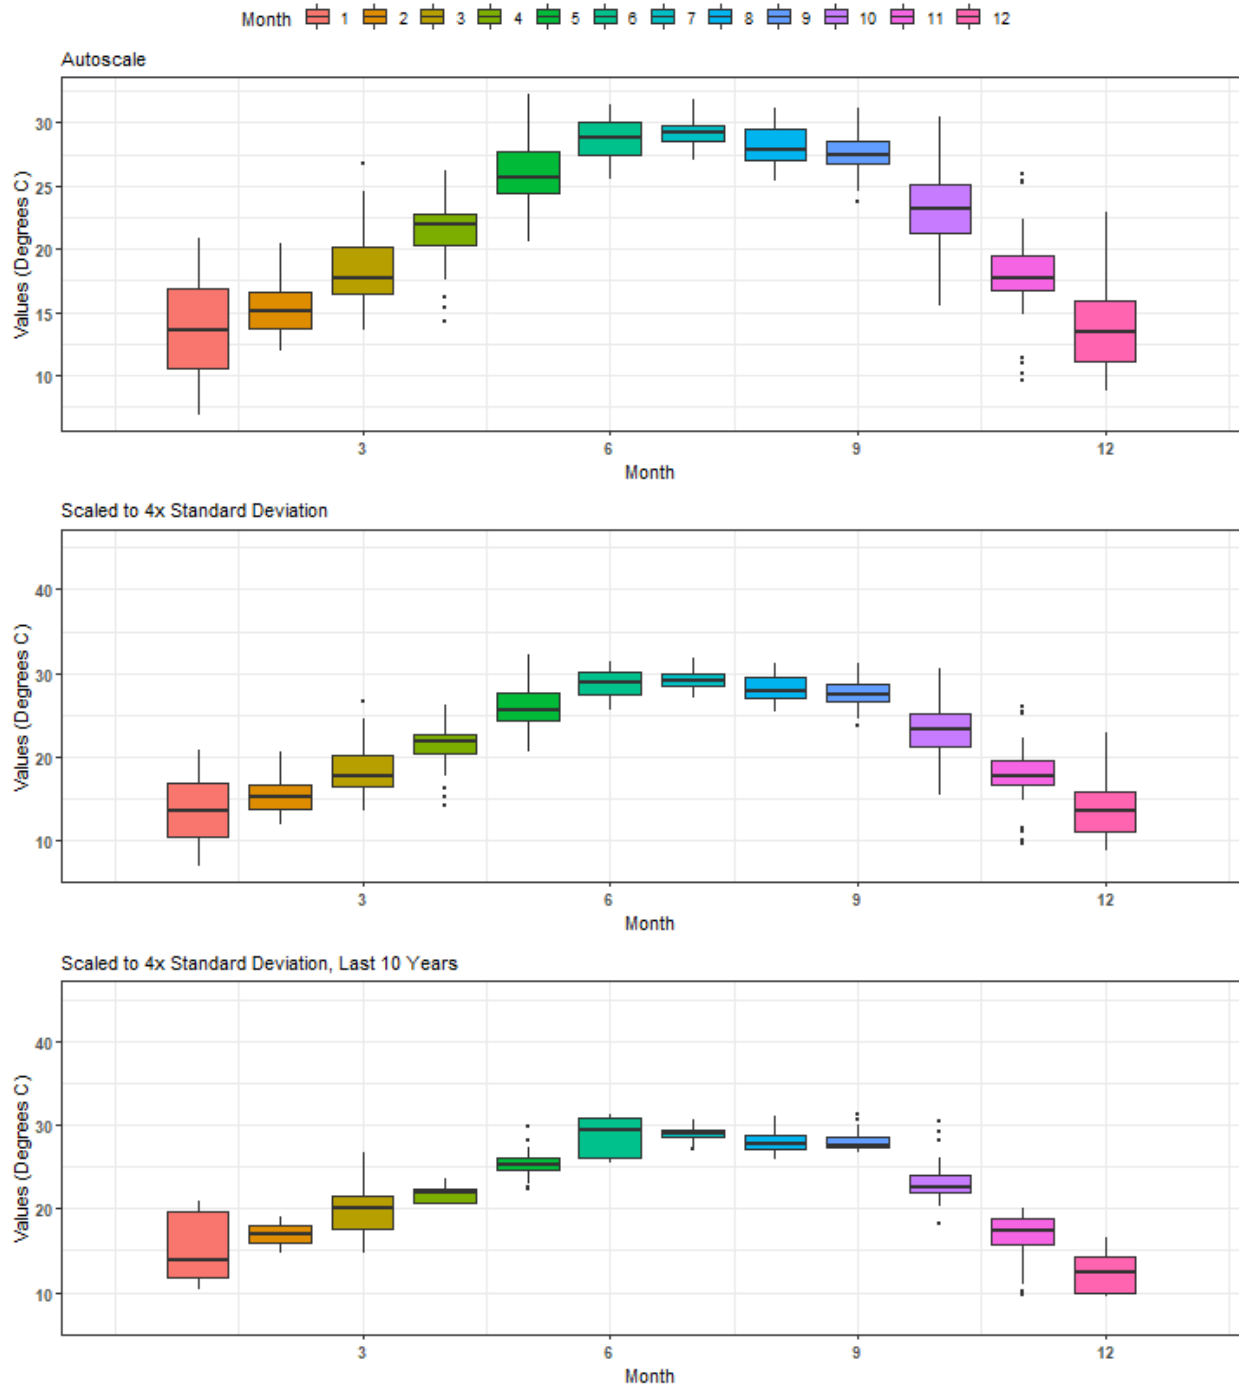 Month 1 2 3 4 5 6 7 8 9 10 11 12
Autoscale
Values (Degrees C)
30
25
20
15
10
3 6 9 12
Month
Scaled to 4x Standard Deviation
Values (Degrees C)
40
30
20
10
3 6 9 12
Month
Scaled to 4x Standard Deviation, Last 10 Years
Values (Degrees C)
40
30
20
10
3 6 9 12
Month